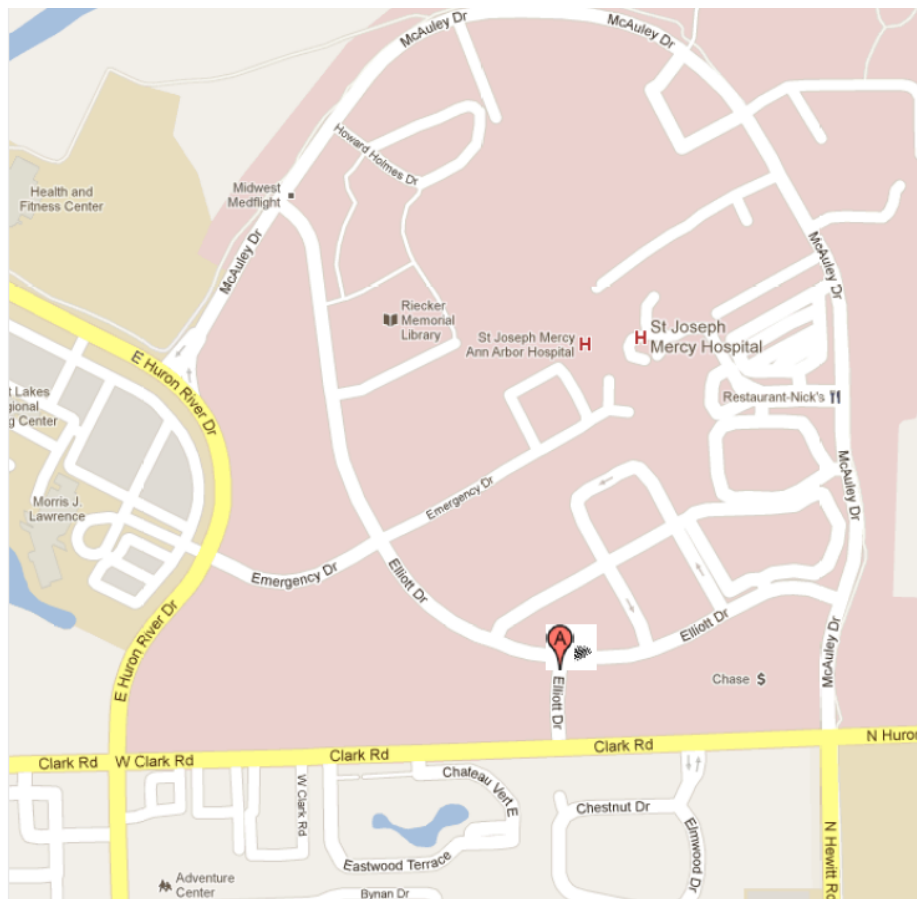 McAuley Dr
McAuley Dr
Howard Holmes Dr
Health and
Fitness Center
Midwest
Medflight
McAuley Dr
McAuley Dr
Riecker
Memorial
Library
St Joseph Mercy
Ann Arbor Hospital
H
H
St Joseph
Mercy Hospital
E Huron River Dr
t Lakes
gional
g Center
Restaurant-Nick's
Morris J.
Lawrence
Emergency Dr
McAuley Dr
Emergency Dr
Elliott Dr
E Huron River Dr
A
Elliott Dr
Elliott Dr
McAuley Dr
Chase $
Clark Rd
W Clark Rd
Clark Rd
Clark Rd
N Huro
W Clark Rd
Chateau Vert E
Chestnut Dr
Elmwood Dr
N Hewitt Rd
Eastwood Terrace
Adventure
Center
Bynan Dr